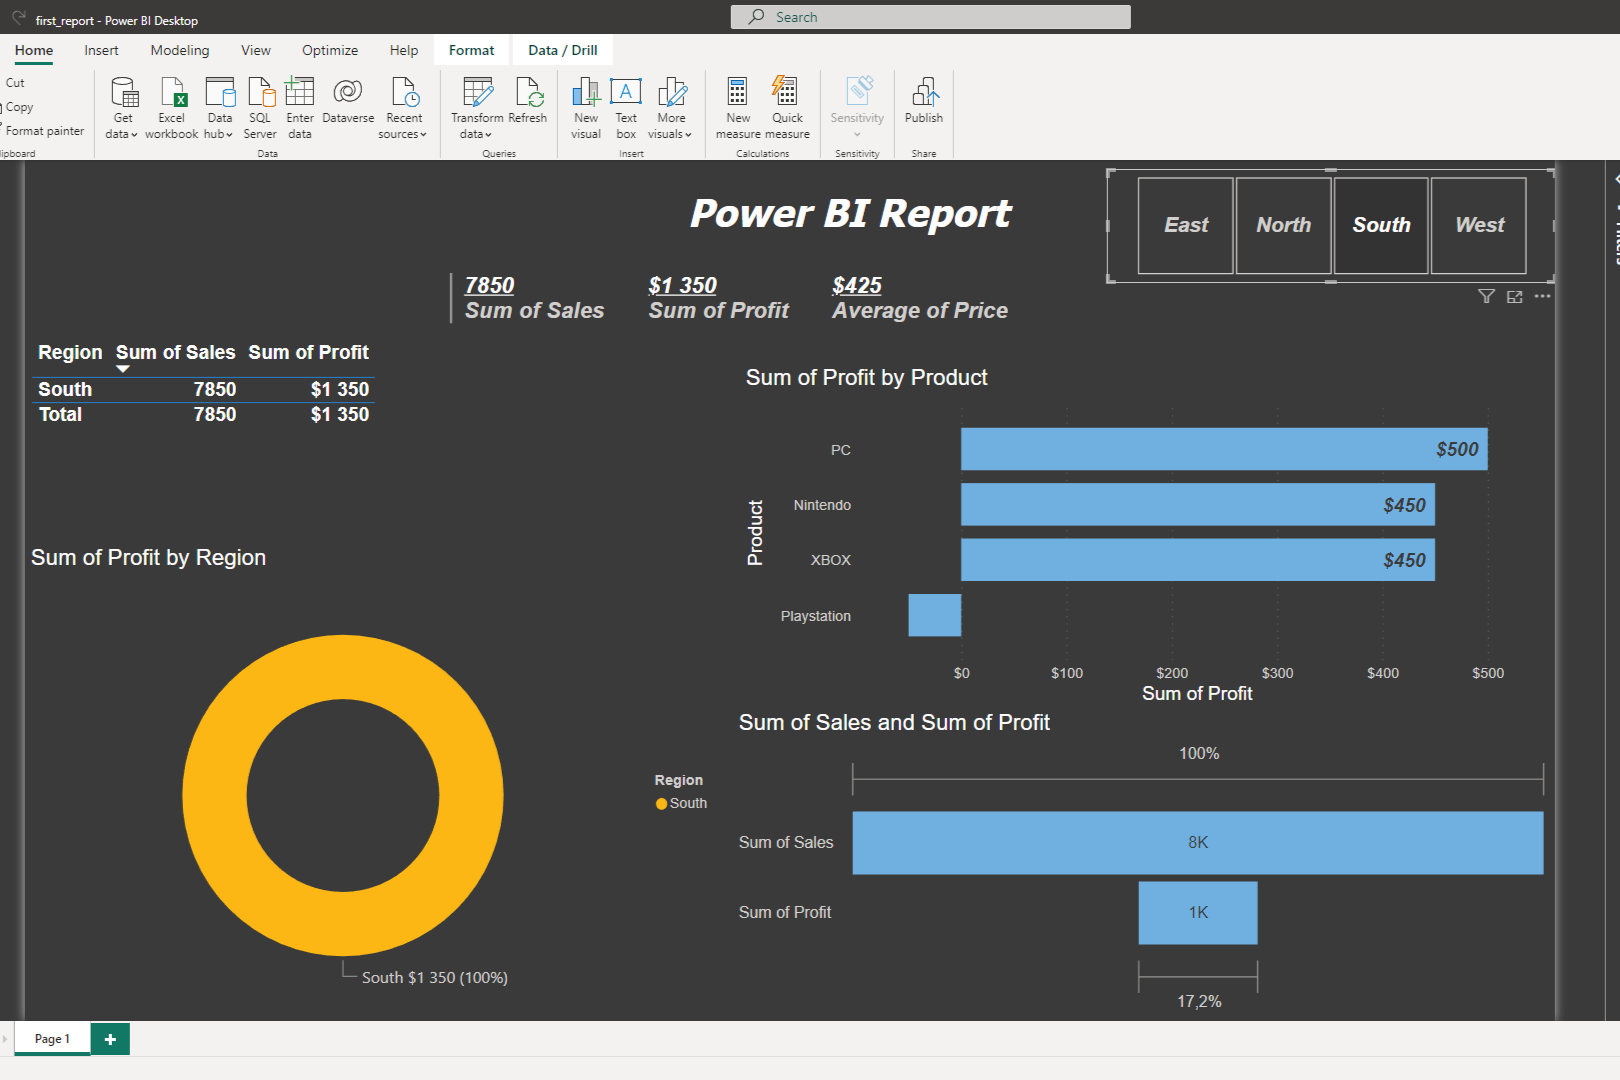 first_report - Power BI Desktop
Search
Home Insert Modeling View Optimize Help Format Data / Drill
Cut
Copy
Format painter
Get data
Excel workbook
Data hub
SQL Server
Enter data
Dataverse
Recent sources
Transform data
Refresh
New visual
Text box
More visuals
New measure
Quick measure
Sensitivity
Publish
Data
Queries
Insert
Calculations
Sensitivity
Share
Power BI Report
East North South West
7850 $1 350 $425
Sum of Sales Sum of Profit Average of Price
Region Sum of Sales Sum of Profit
South 7850 $1 350
Total 7850 $1 350
Sum of Profit by Product
Product
PC $500
Nintendo $450
XBOX $450
Playstation
$0 $100 $200 $300 $400 $500
Sum of Profit
Sum of Profit by Region
Region
South
South $1 350 (100%)
Sum of Sales and Sum of Profit
100%
Sum of Sales 8K
Sum of Profit 1K
17,2%
Page 1